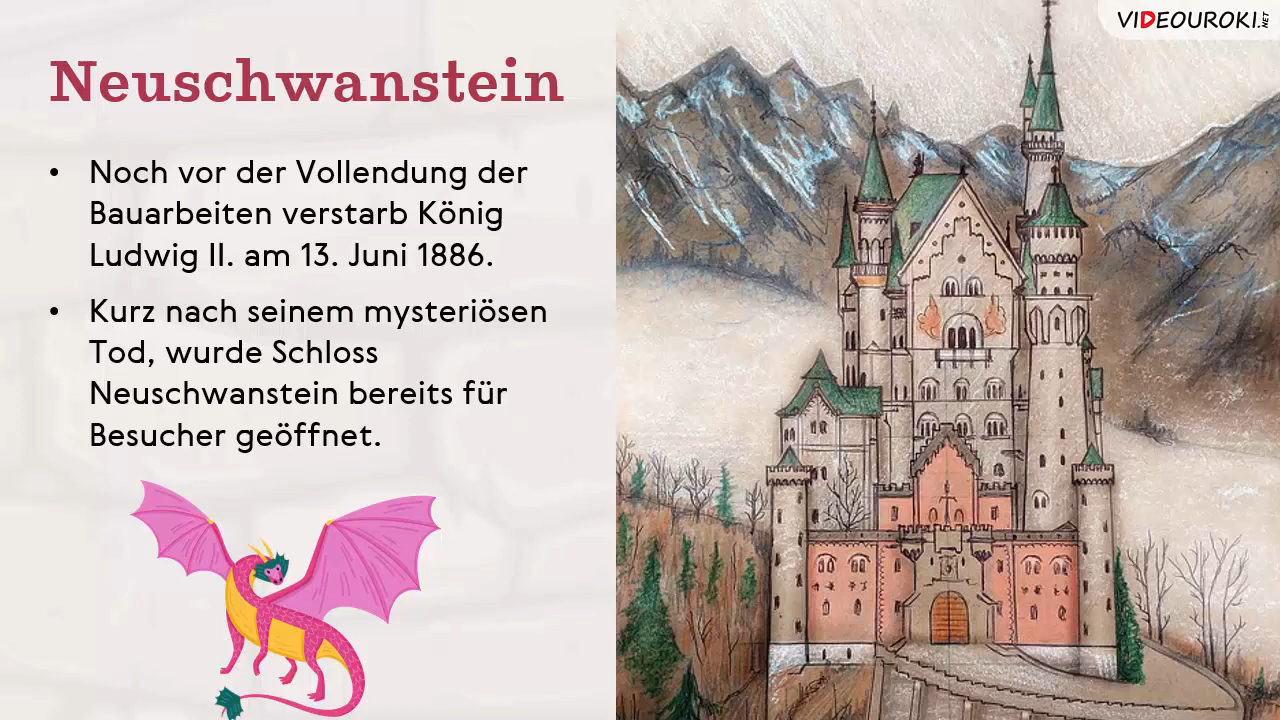 VIDEOUROKI.NET
Neuschwanstein
• Noch vor der Vollendung der
Bauarbeiten verstarb König
Ludwig II. am 13. Juni 1886.
• Kurz nach seinem mysteriösen
Tod, wurde Schloss
Neuschwanstein bereits für
Besucher geöffnet.